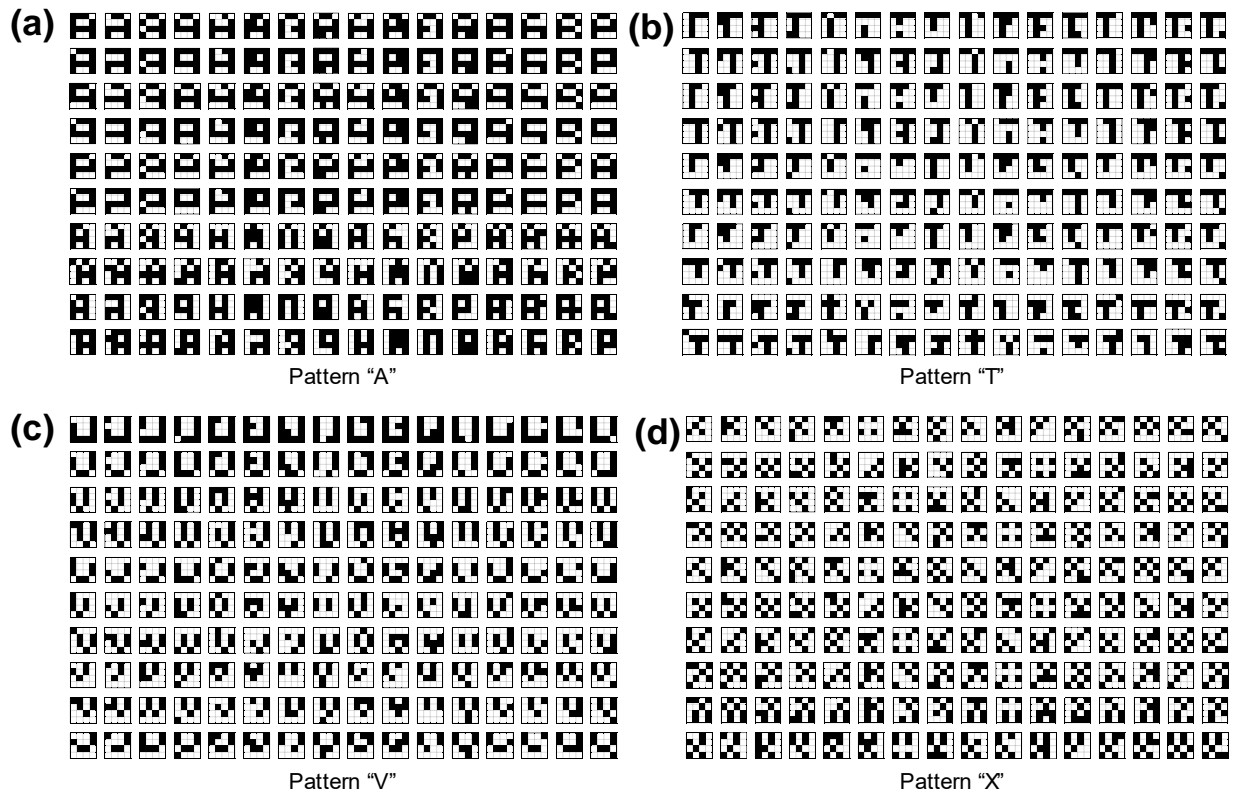 (a)
(b)
Pattern “A”
Pattern “T”
(c)
(d)
Pattern “V”
Pattern “X”